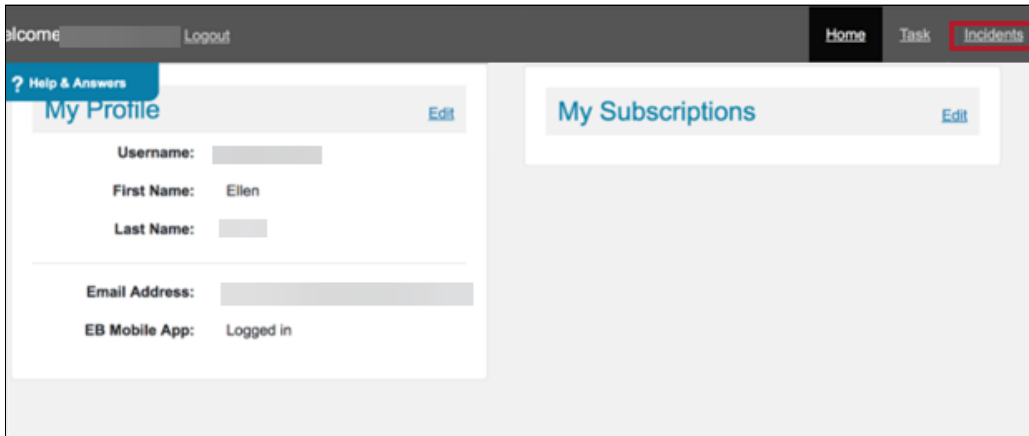 elcome Logout Home Task Incidents
? Help & Answers
My Profile Edit
Username:
First Name: Ellen
Last Name:
Email Address:
EB Mobile App: Logged in
My Subscriptions Edit